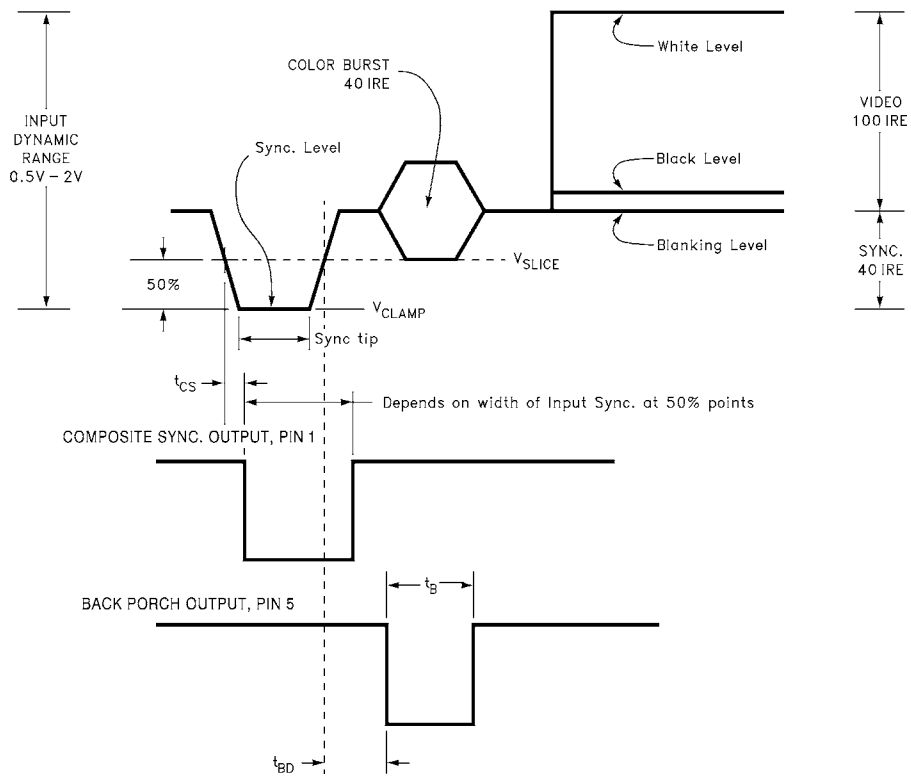 White Level
COLOR BURST
40 IRE
INPUT
DYNAMIC
RANGE
0.5V – 2V
VIDEO
100 IRE
Sync. Level
Black Level
Blanking Level
VSLICE
SYNC.
40 IRE
50%
VCLAMP
Sync tip
tCS
Depends on width of Input Sync. at 50% points
COMPOSITE SYNC. OUTPUT, PIN 1
tB
BACK PORCH OUTPUT, PIN 5
tBD